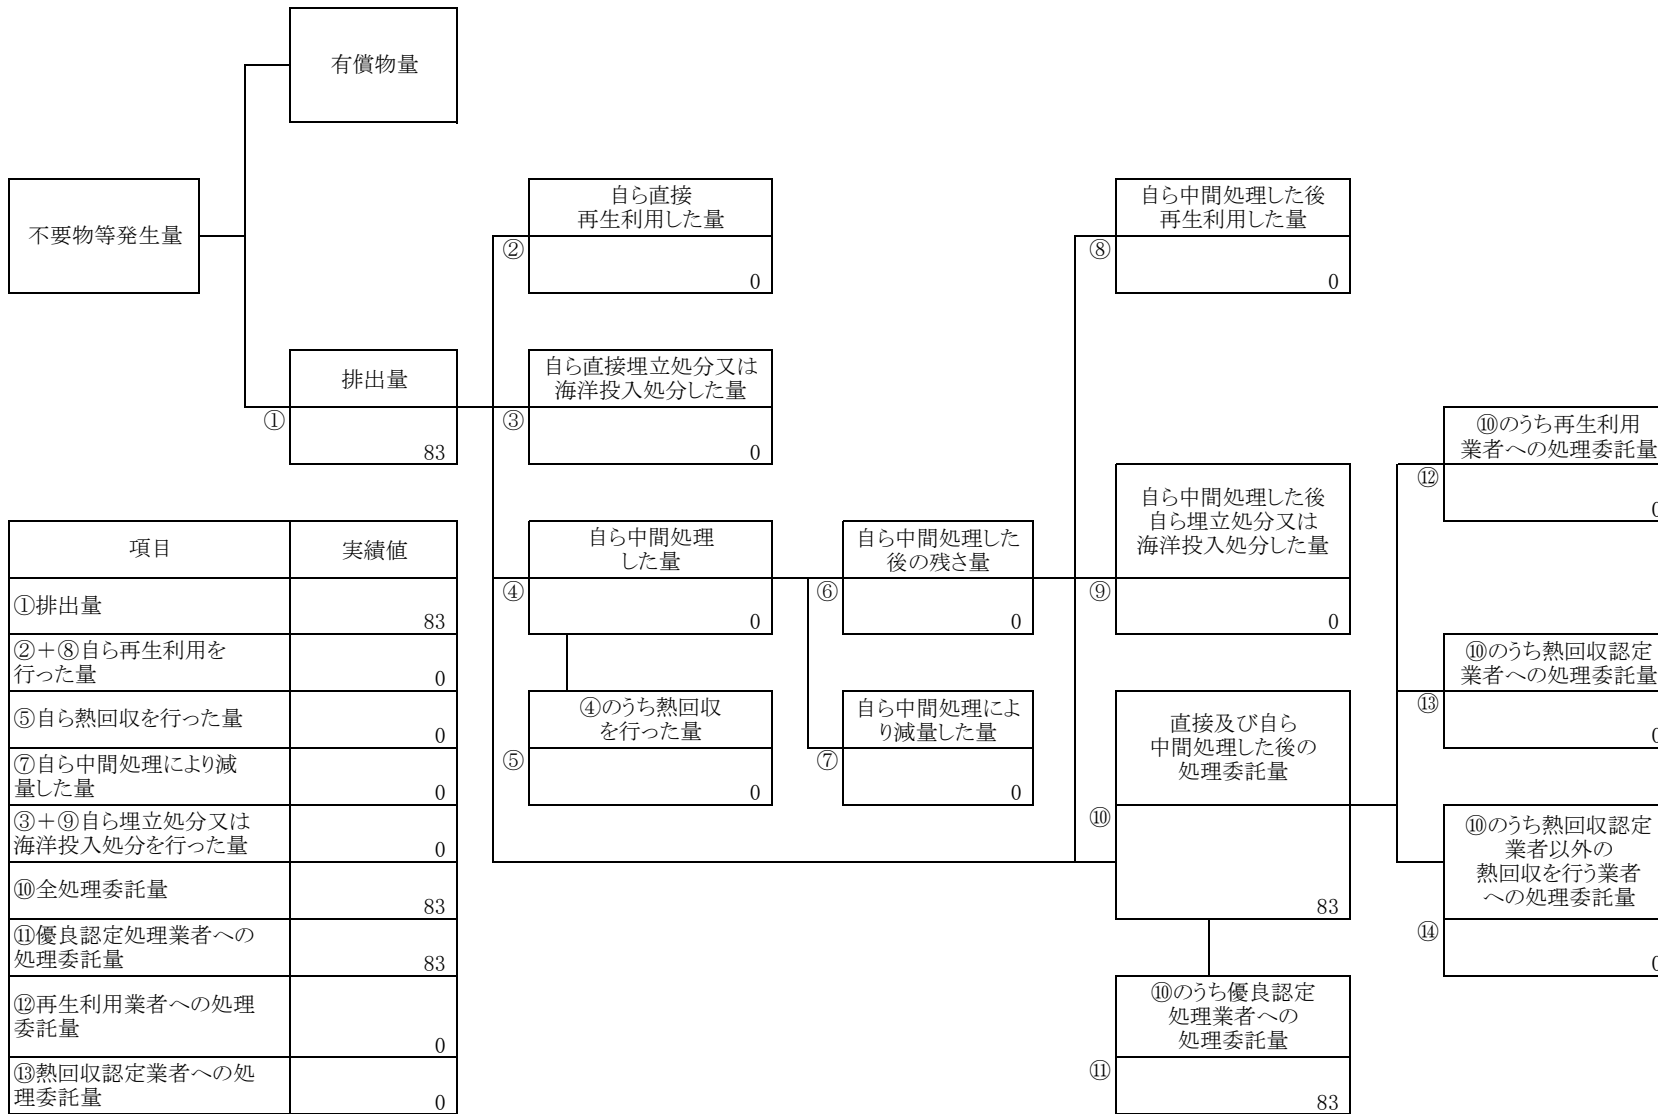 有償物量
不要物等発生量
自ら直接
再生利用した量
②
0
自ら中間処理した後
再生利用した量
⑧
0
排出量
①
83
自ら直接埋立処分又は
海洋投入処分した量
③
0
⑩のうち再生利用
業者への処理委託量
⑫
0
自ら中間処理した後
自ら埋立処分又は
海洋投入処分した量
⑨
0
自ら中間処理
した量
④
0
自ら中間処理した
後の残さ量
⑥
0
⑩のうち熱回収認定
業者への処理委託量
⑬
0
④のうち熱回収
を行った量
⑤
0
自ら中間処理によ
り減量した量
⑦
0
直接及び自ら
中間処理した後の
処理委託量
⑩
83
⑩のうち熱回収認定
業者以外の
熱回収を行う業者
への処理委託量
⑭
0
⑩のうち優良認定
処理業者への
処理委託量
⑪
83
項目 実績値
①排出量
83
②+⑧自ら再生利用を
行った量 0
⑤自ら熱回収を行った量
0
⑦自ら中間処理により減
量した量 0
③+⑨自ら埋立処分又は
海洋投入処分を行った量 0
⑩全処理委託量
83
⑪優良認定処理業者への
処理委託量 83
⑫再生利用業者への処理
委託量
0
⑬熱回収認定業者への処
理委託量 0